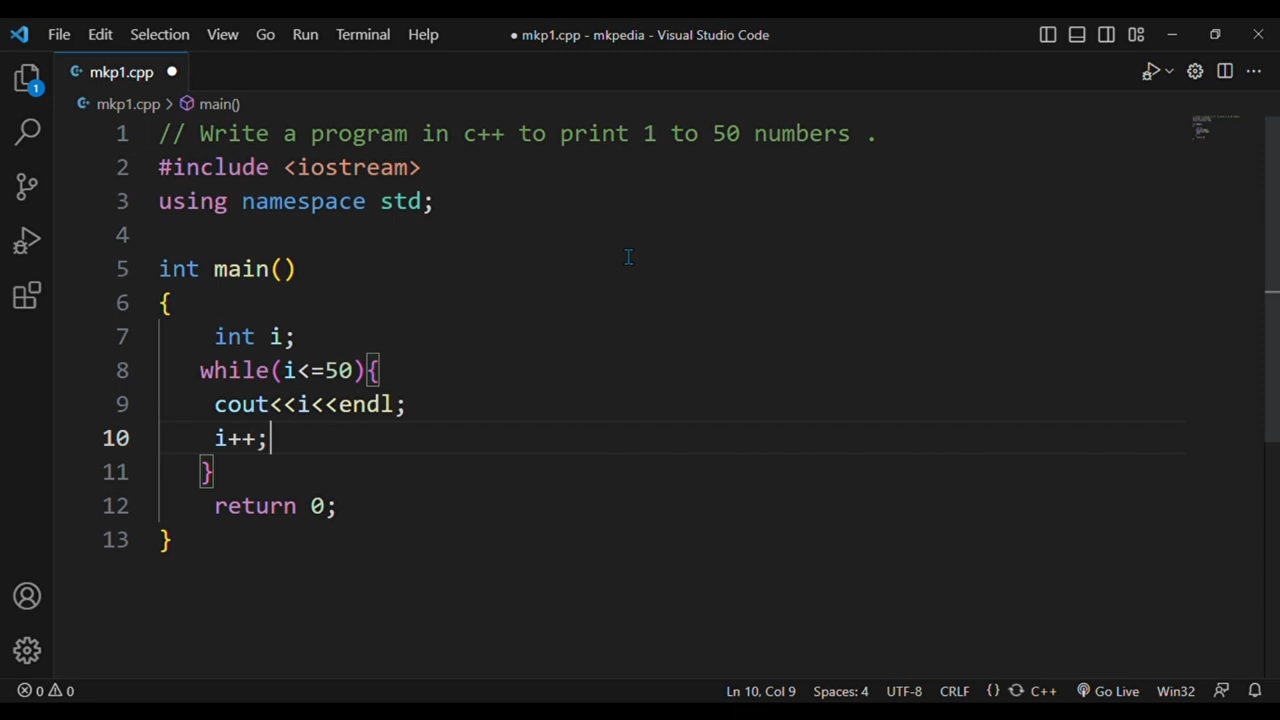 File Edit Selection View Go Run Terminal Help ● mkp1.cpp - mkpedia - Visual Studio Code
mkp1.cpp ●
mkp1.cpp > main()
1
1 // Write a program in c++ to print 1 to 50 numbers .
2 #include <iostream>
3 using namespace std;
4
5 int main()
6 {
7 int i;
8 while(i<=50){
9 cout<<i<<endl;
10 i++;
11 }
12 return 0;
13 }
0 0 Ln 10, Col 9 Spaces: 4 UTF-8 CRLF {} C++ Go Live Win32